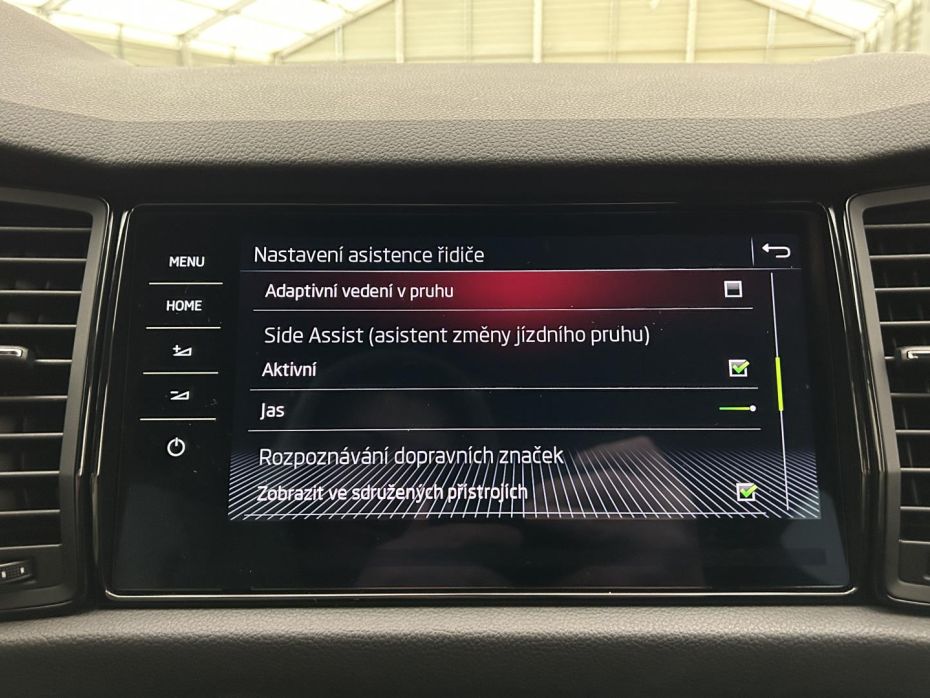 Nastavení asistence řidiče
MENU
Adaptivní vedení v pruhu
HOME
Side Assist (asistent změny jízdního pruhu)
Aktivní
Jas
Rozpoznávání dopravních značek
Zobrazit ve sdružených přístrojích